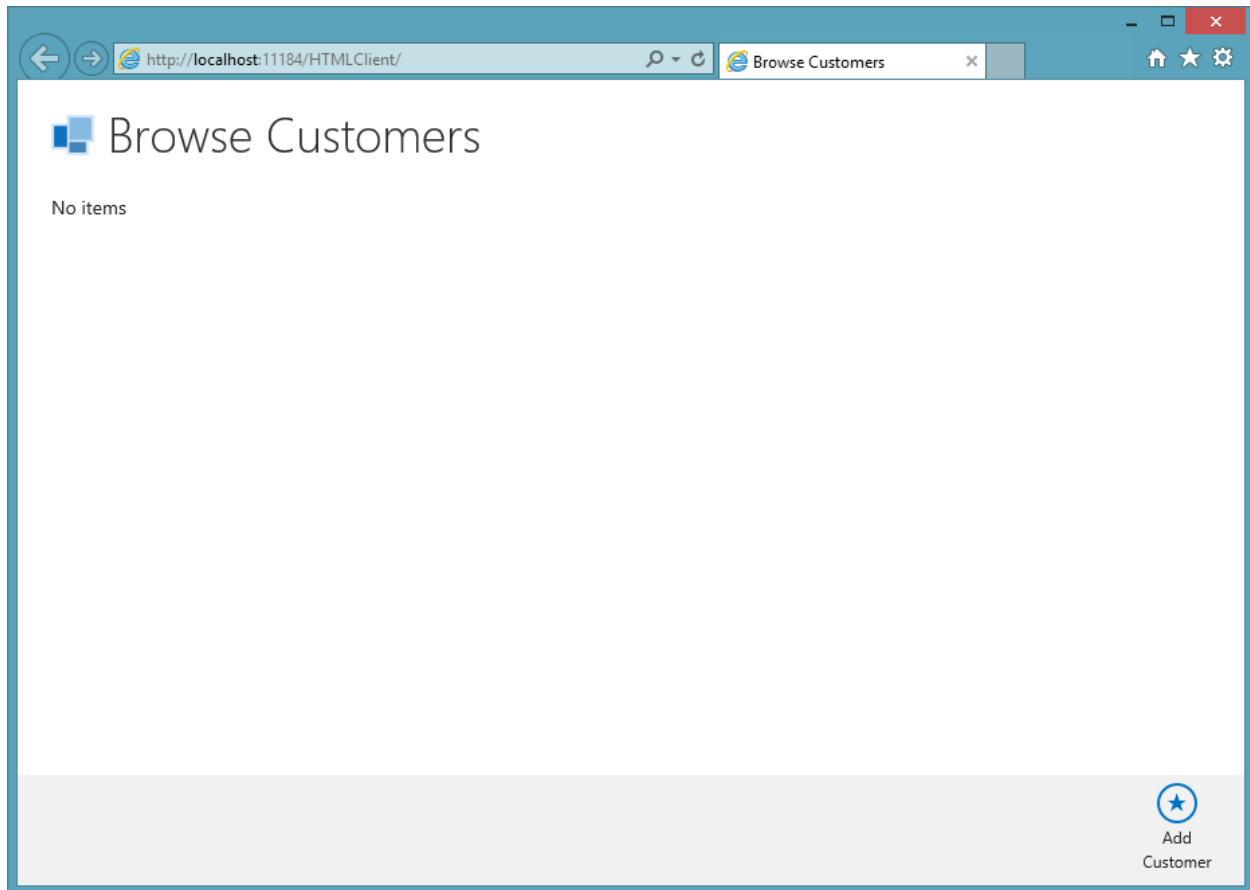 http://localhost:11184/HTMLClient/
Browse Customers
Browse Customers
No items
Add
Customer